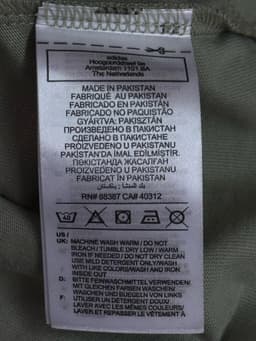 adidas
Hoogoorddreef 9a
Amsterdam 1101 BA
The Netherlands
MADE IN PAKISTAN
FABRIQUÉ AU PAKISTAN
FABRICADO EN PAKISTÁN
FABRICADO NO PAQUISTÃO
GYÁRTVA: PAKISZTÁN
ПРОИЗВЕДЕНО В ПАКИСТАН
СДЕЛАНО В ПАКИСТАНЕ
PROIZVEDENO U PAKISTANU
PAKİSTAN'DA İMAL EDİLMİŞTİR.
ПӘКІСТАНДА ЖАСАЛҒАН
PROIZVEDENO U PAKISTANU
FABRICAT ÎN PAKISTAN
RN# 88387 CA# 40312
40
US /
UK: MACHINE WASH WARM / DO NOT
BLEACH / TUMBLE DRY LOW / WARM
IRON IF NEEDED / DO NOT DRY CLEAN
USE MILD DETERGENT ONLY/WASH
WITH LIKE COLORS/WASH AND IRON
INSIDE OUT
D: BITTE FEINWASCHMITTEL VERWENDEN/
MIT GLEICHEN FARBEN WASCHEN/
WASCHEN UND BUEGELN VON LINKS
F: UTILISER UN DÉTERGENT DOUX/
LAVER AVEC LES MÊMES COULEURS/
LAVER ET REPASSER LE VÊTEMENT À